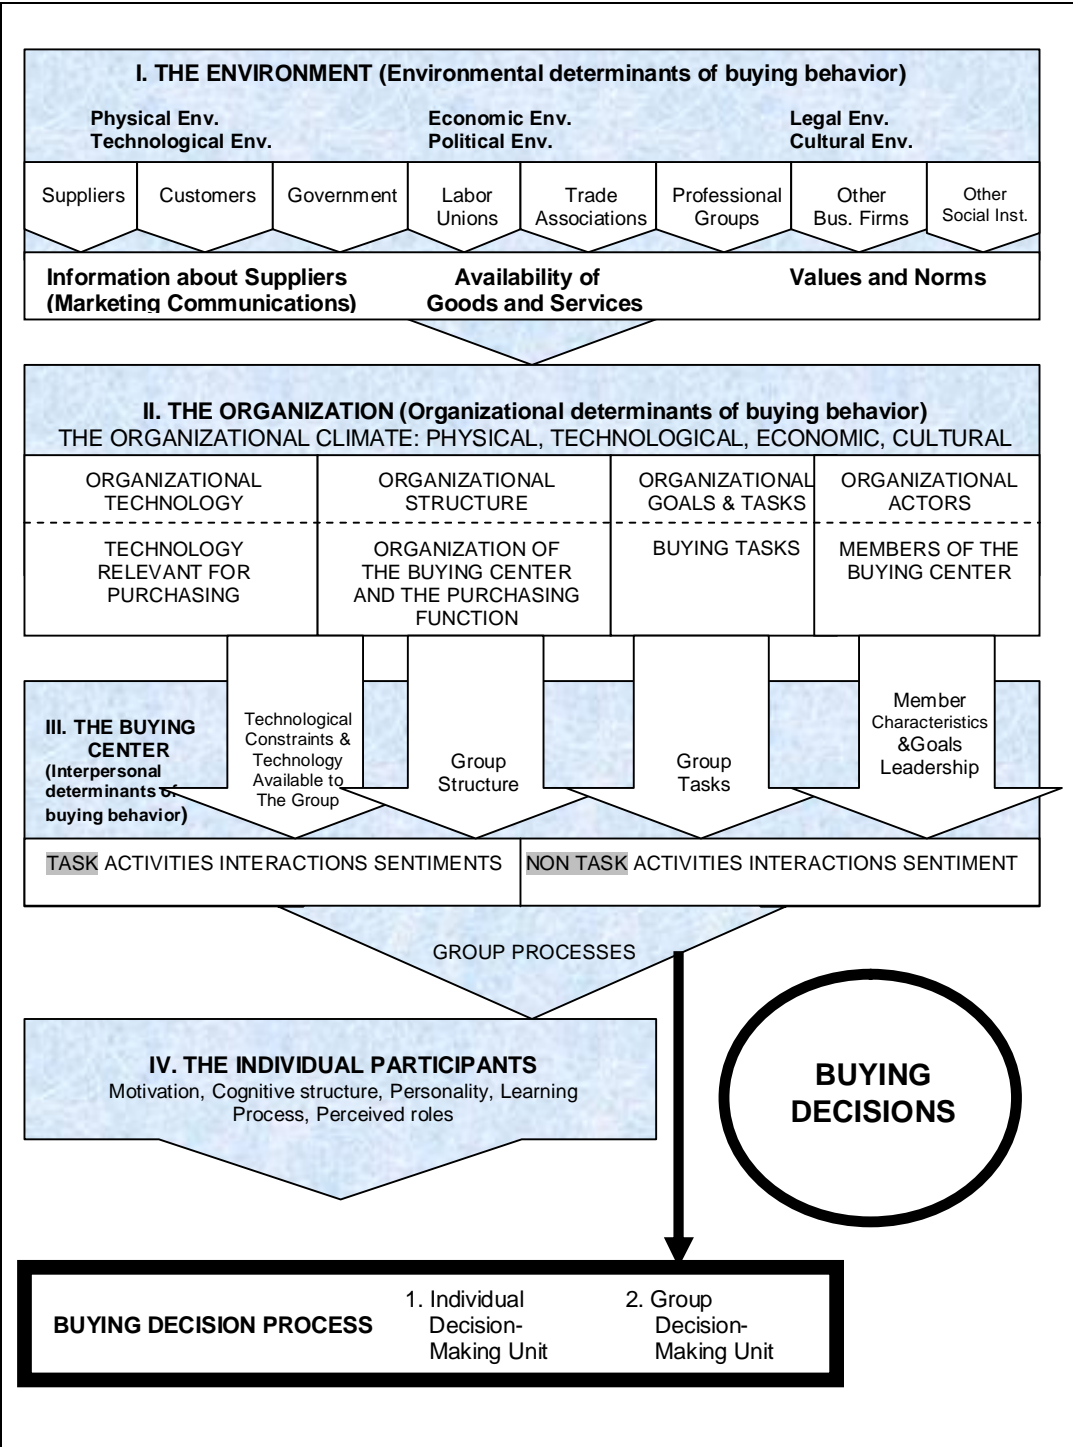 I. THE ENVIRONMENT (Environmental determinants of buying behavior)
Physical Env.
Technological Env.
Economic Env.
Political Env.
Legal Env.
Cultural Env.
Suppliers
Customers
Government
Labor
Unions
Trade
Associations
Professional
Groups
Other
Bus. Firms
Other
Social Inst.
Information about Suppliers
(Marketing Communications)
Availability of
Goods and Services
Values and Norms
II. THE ORGANIZATION (Organizational determinants of buying behavior)
THE ORGANIZATIONAL CLIMATE: PHYSICAL, TECHNOLOGICAL, ECONOMIC, CULTURAL
ORGANIZATIONAL
TECHNOLOGY
ORGANIZATIONAL
STRUCTURE
ORGANIZATIONAL
GOALS & TASKS
ORGANIZATIONAL
ACTORS
TECHNOLOGY
RELEVANT FOR
PURCHASING
ORGANIZATION OF
THE BUYING CENTER
AND THE PURCHASING
FUNCTION
BUYING TASKS
MEMBERS OF THE
BUYING CENTER
III. THE BUYING
CENTER
(Interpersonal
determinants of
buying behavior)
Technological
Constraints &
Technology
Available to
The Group
Group
Structure
Group
Tasks
Member
Characteristics
&Goals
Leadership
TASK ACTIVITIES INTERACTIONS SENTIMENTS
NON TASK ACTIVITIES INTERACTIONS SENTIMENT
GROUP PROCESSES
IV. THE INDIVIDUAL PARTICIPANTS
Motivation, Cognitive structure, Personality, Learning
Process, Perceived roles
BUYING
DECISIONS
BUYING DECISION PROCESS
1. Individual
Decision-
Making Unit
2. Group
Decision-
Making Unit